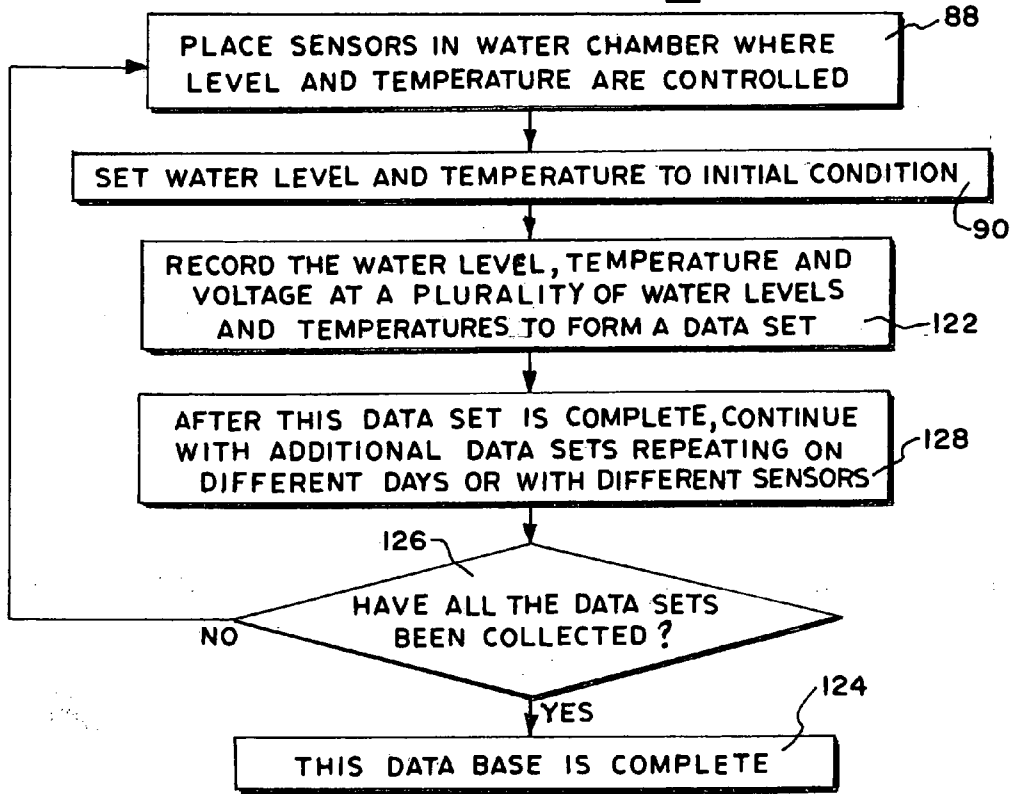 88
PLACE SENSORS IN WATER CHAMBER WHERE
LEVEL AND TEMPERATURE ARE CONTROLLED
SET WATER LEVEL AND TEMPERATURE TO INITIAL CONDITION
90
RECORD THE WATER LEVEL, TEMPERATURE AND
VOLTAGE AT A PLURALITY OF WATER LEVELS
AND TEMPERATURES TO FORM A DATA SET
122
AFTER THIS DATA SET IS COMPLETE, CONTINUE
WITH ADDITIONAL DATA SETS REPEATING ON
DIFFERENT DAYS OR WITH DIFFERENT SENSORS
128
126
HAVE ALL THE DATA SETS
BEEN COLLECTED?
NO
YES
124
THIS DATA BASE IS COMPLETE